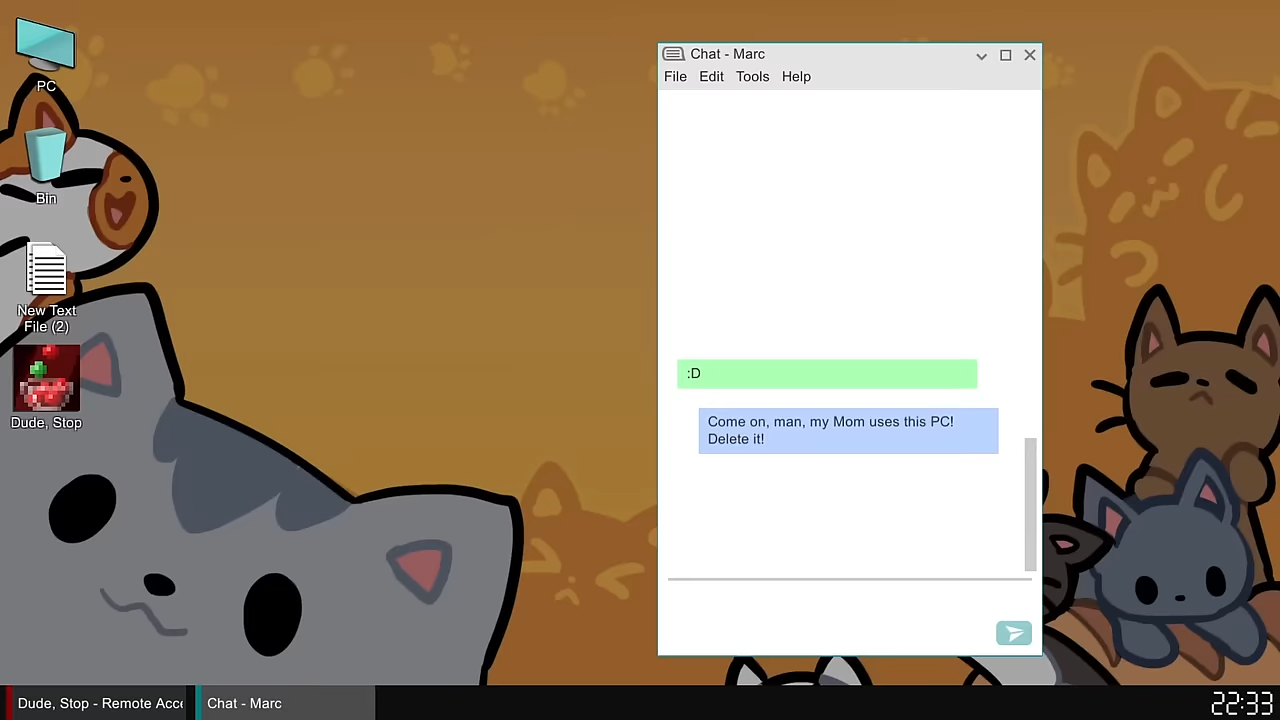 PC
Bin
New Text
File (2)
Dude, Stop
Chat - Marc
File Edit Tools Help
:D
Come on, man, my Mom uses this PC!
Delete it!
Dude, Stop - Remote Acc
Chat - Marc
22:33